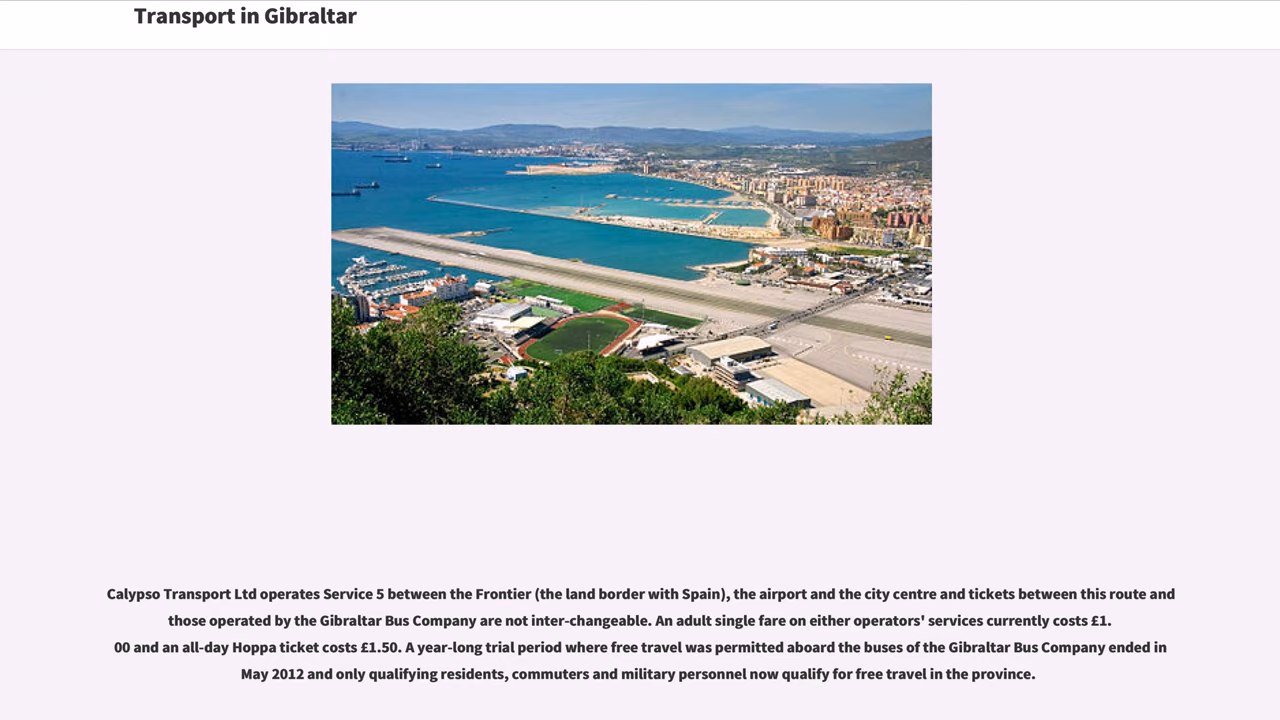 Transport in Gibraltar
Calypso Transport Ltd operates Service 5 between the Frontier (the land border with Spain), the airport and the city centre and tickets between this route and
those operated by the Gibraltar Bus Company are not inter-changeable. An adult single fare on either operators' services currently costs £1.
00 and an all-day Hoppa ticket costs £1.50. A year-long trial period where free travel was permitted aboard the buses of the Gibraltar Bus Company ended in
May 2012 and only qualifying residents, commuters and military personnel now qualify for free travel in the province.